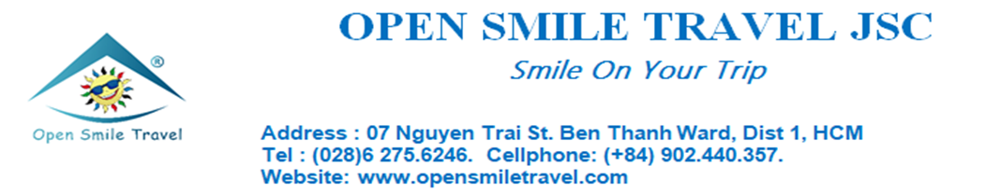 OPEN SMILE TRAVEL JSC
Smile On Your Trip
®
Open Smile Travel
Address : 07 Nguyen Trai St. Ben Thanh Ward, Dist 1, HCM
Tel : (028)6 275.6246.  Cellphone: (+84) 902.440.357.
Website: www.opensmiletravel.com